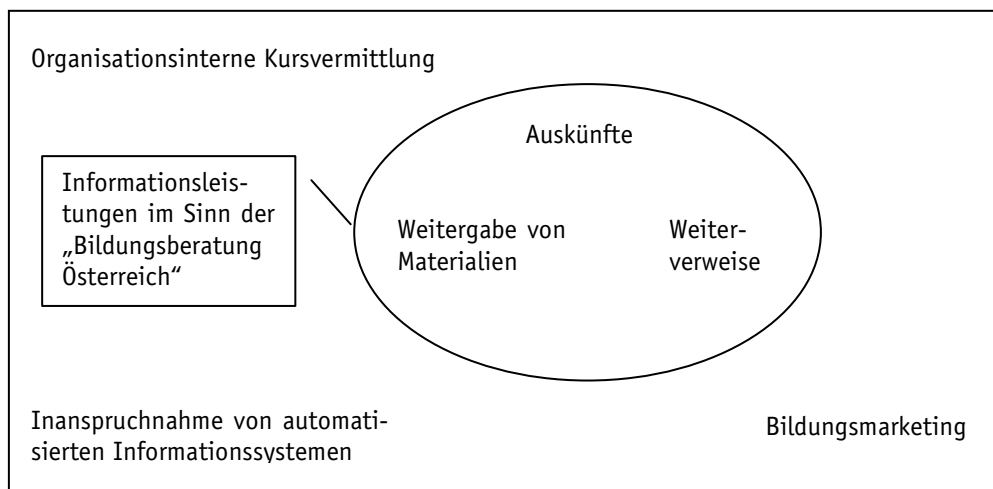 Organisationsinterne Kursvermittlung
Auskünfte
Informationsleis-
tungen im Sinn der
„Bildungsberatung
Österreich“
Weitergabe von
Materialien
Weiter-
verweise
Inanspruchnahme von automati-
sierten Informationssystemen
Bildungsmarketing